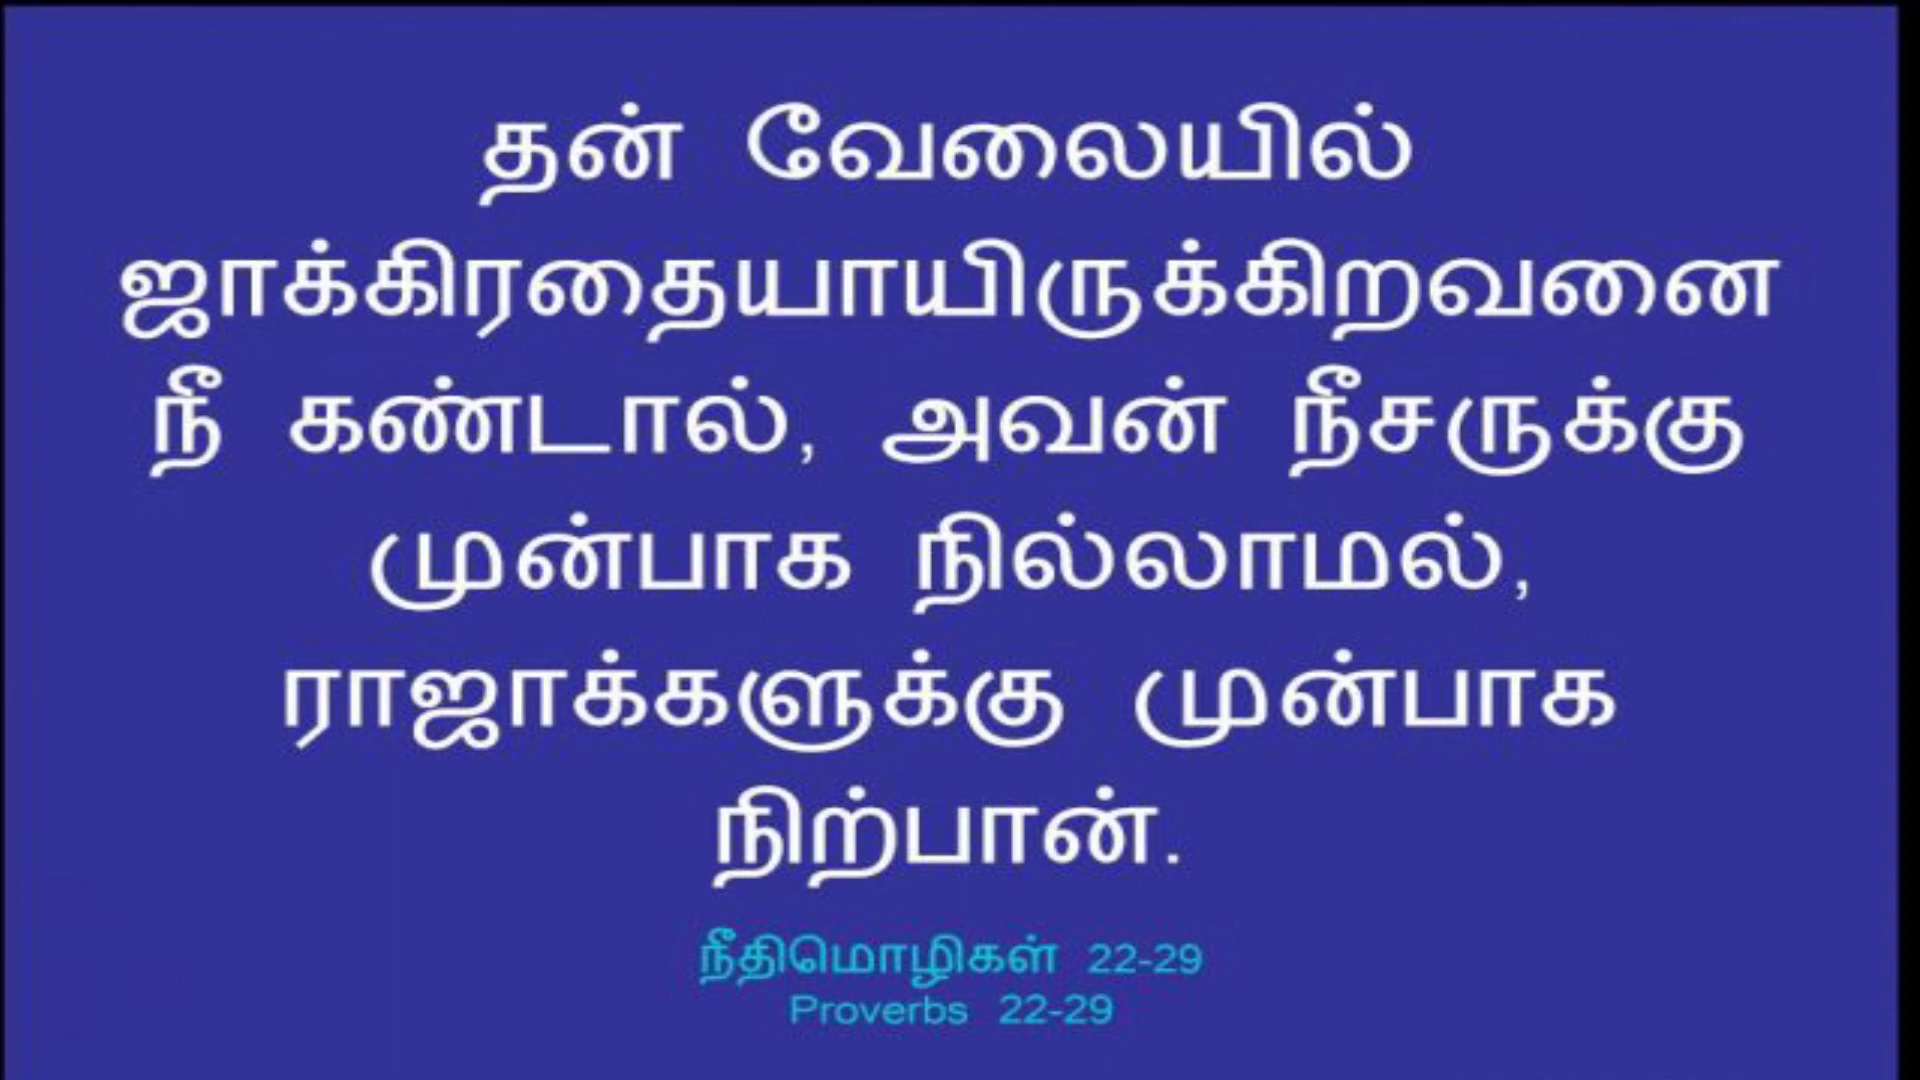 தன் வேலையில்
ஜாக்கிரதையாயிருக்கிறவனை
நீ கண்டால், அவன் நீசருக்கு
முன்பாக நில்லாமல்,
ராஜாக்களுக்கு முன்பாக
நிற்பான்.
நீதிமொழிகள் 22-29
Proverbs 22-29